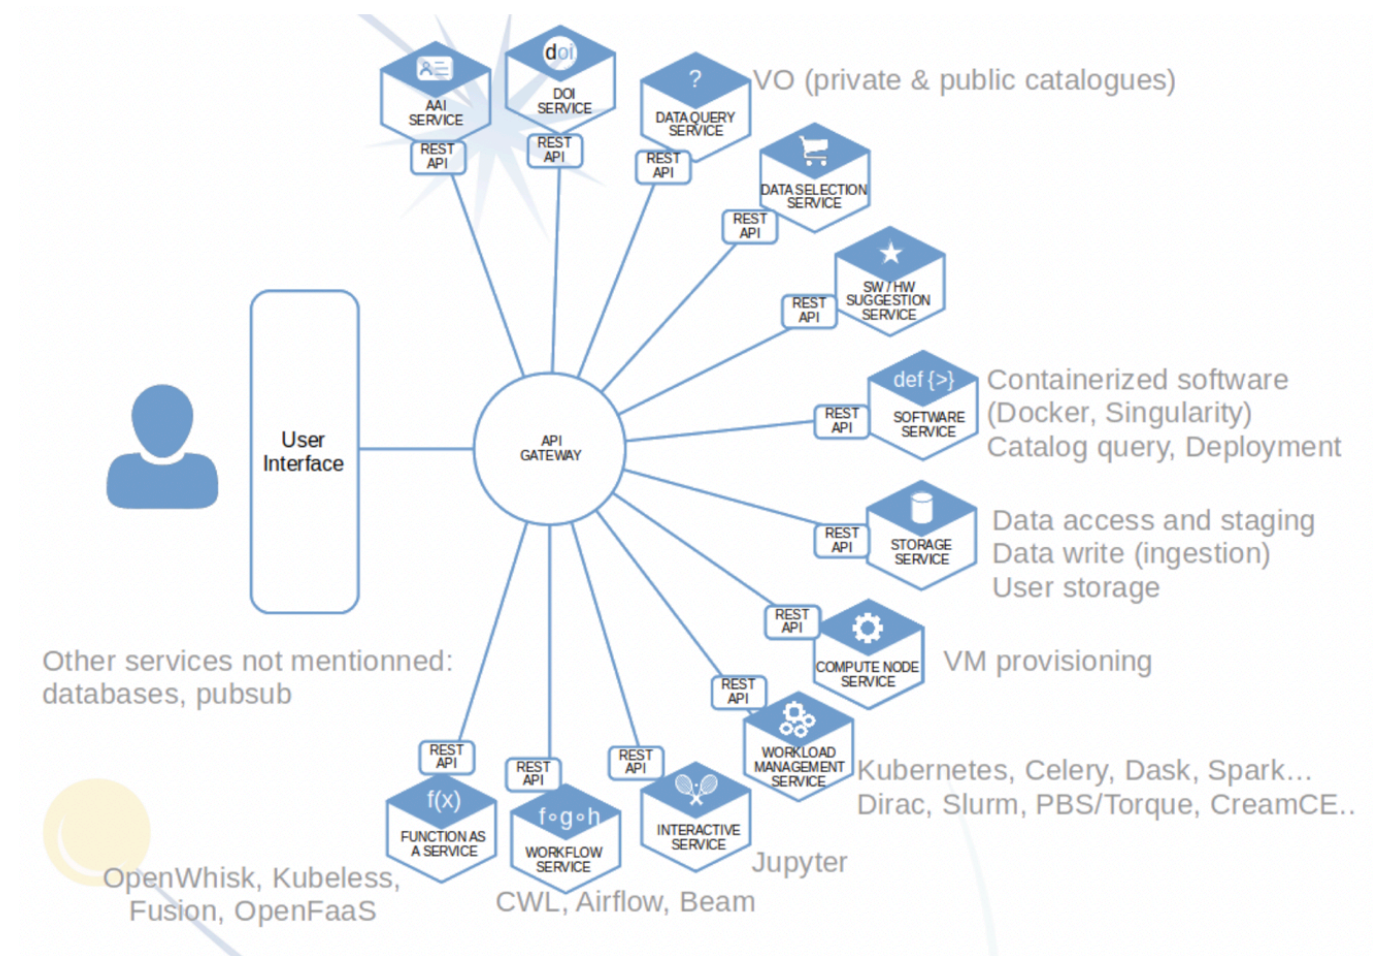 AAI
SERVICE
REST
API
doi
DOI
SERVICE
REST
API
?
DATA QUERY
SERVICE
REST
API
VO (private & public catalogues)
DATA SELECTION
SERVICE
REST
API
SW / HW
SUGGESTION
SERVICE
REST
API
def {>}
SOFTWARE
SERVICE
REST
API
Containerized software
(Docker, Singularity)
Catalog query, Deployment
User
Interface
API
GATEWAY
STORAGE
SERVICE
REST
API
Data access and staging
Data write (ingestion)
User storage
REST
API
COMPUTE NODE
SERVICE
VM provisioning
Other services not mentionned:
databases, pubsub
REST
API
WORKLOAD
MANAGEMENT
SERVICE
Kubernetes, Celery, Dask, Spark...
Dirac, Slurm, PBS/Torque, CreamCE..
REST
API
INTERACTIVE
SERVICE
Jupyter
REST
API
f∘g∘h
WORKFLOW
SERVICE
CWL, Airflow, Beam
REST
API
f(x)
FUNCTION AS
A SERVICE
OpenWhisk, Kubeless,
Fusion, OpenFaaS